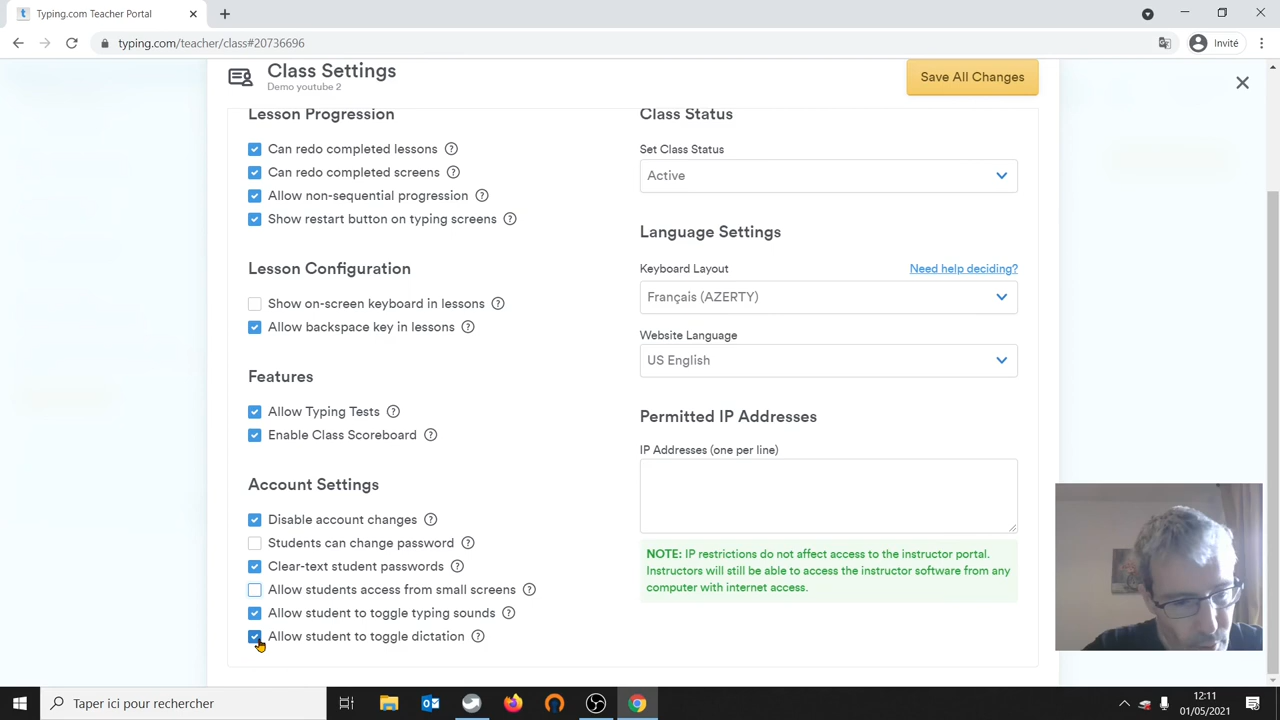 Typing.com Teacher Portal
typing.com/teacher/class#20736696
Invité
Class Settings
Demo youtube 2
Save All Changes
Lesson Progression
Can redo completed lessons
Can redo completed screens
Allow non-sequential progression
Show restart button on typing screens
Lesson Configuration
Show on-screen keyboard in lessons
Allow backspace key in lessons
Features
Allow Typing Tests
Enable Class Scoreboard
Account Settings
Disable account changes
Students can change password
Clear-text student passwords
Allow students access from small screens
Allow student to toggle typing sounds
Allow student to toggle dictation
Class Status
Set Class Status
Active
Language Settings
Keyboard Layout
Need help deciding?
Français (AZERTY)
Website Language
US English
Permitted IP Addresses
IP Addresses (one per line)
NOTE: IP restrictions do not affect access to the instructor portal.
Instructors will still be able to access the instructor software from any
computer with internet access.
Taper ici pour rechercher
12:11
01/05/2021